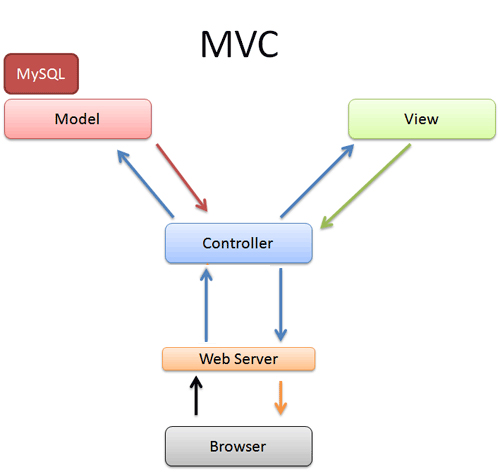 MVC
MySQL
Model
View
Controller
Web Server
Browser